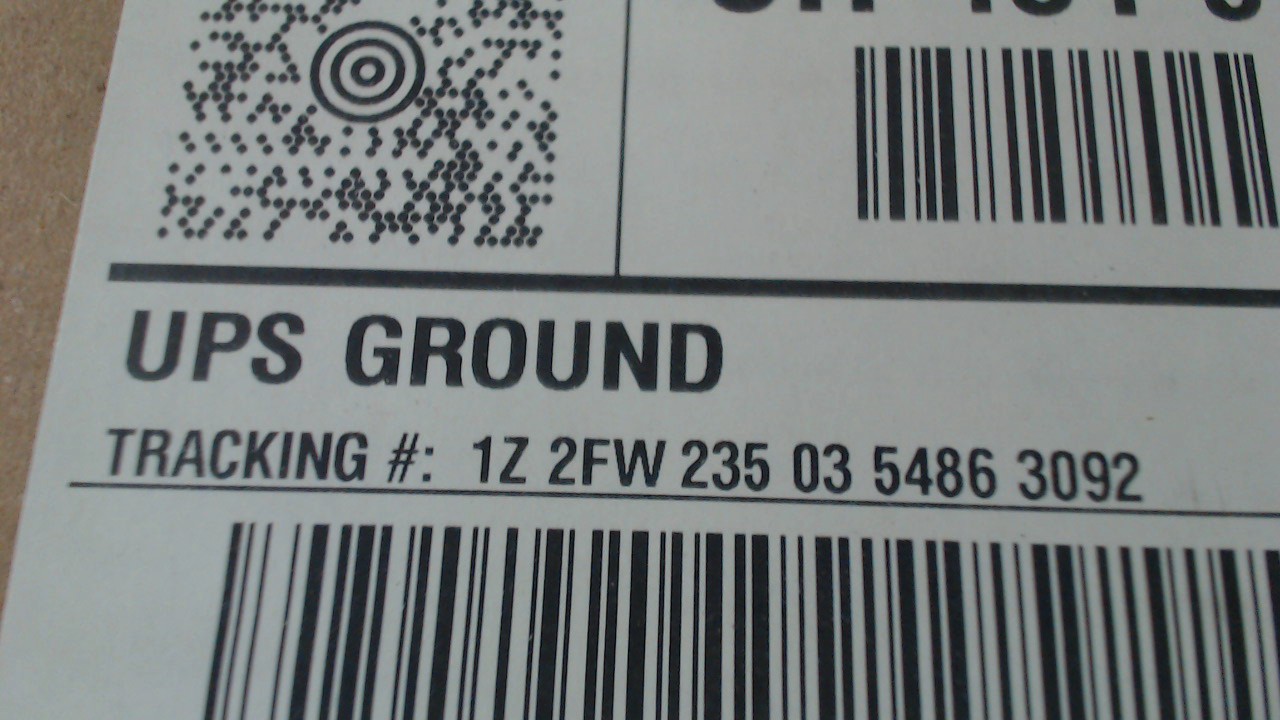 UPS GROUND
TRACKING #: 1Z 2FW 235 03 5486 3092